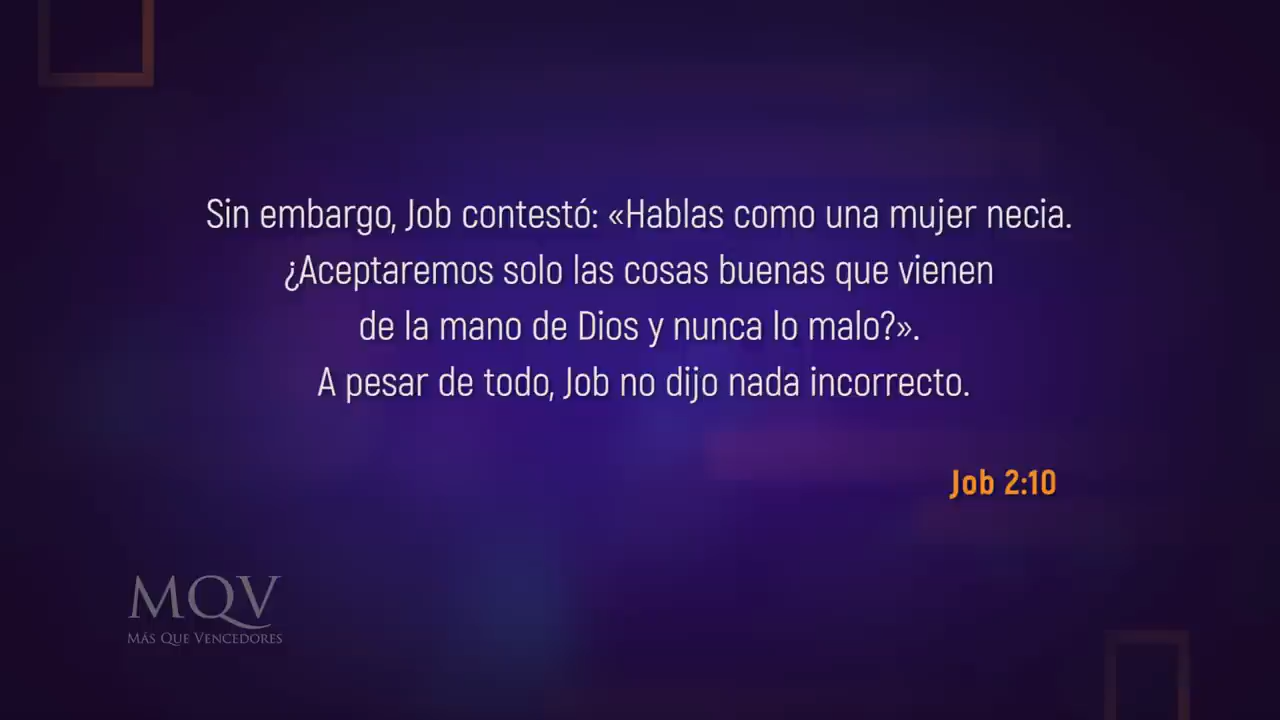 Sin embargo, Job contestó: «Hablas como una mujer necia.
¿Aceptaremos solo las cosas buenas que vienen
de la mano de Dios y nunca lo malo?».
A pesar de todo, Job no dijo nada incorrecto.
Job 2:10
MQV
MÁS QUE VENCEDORES